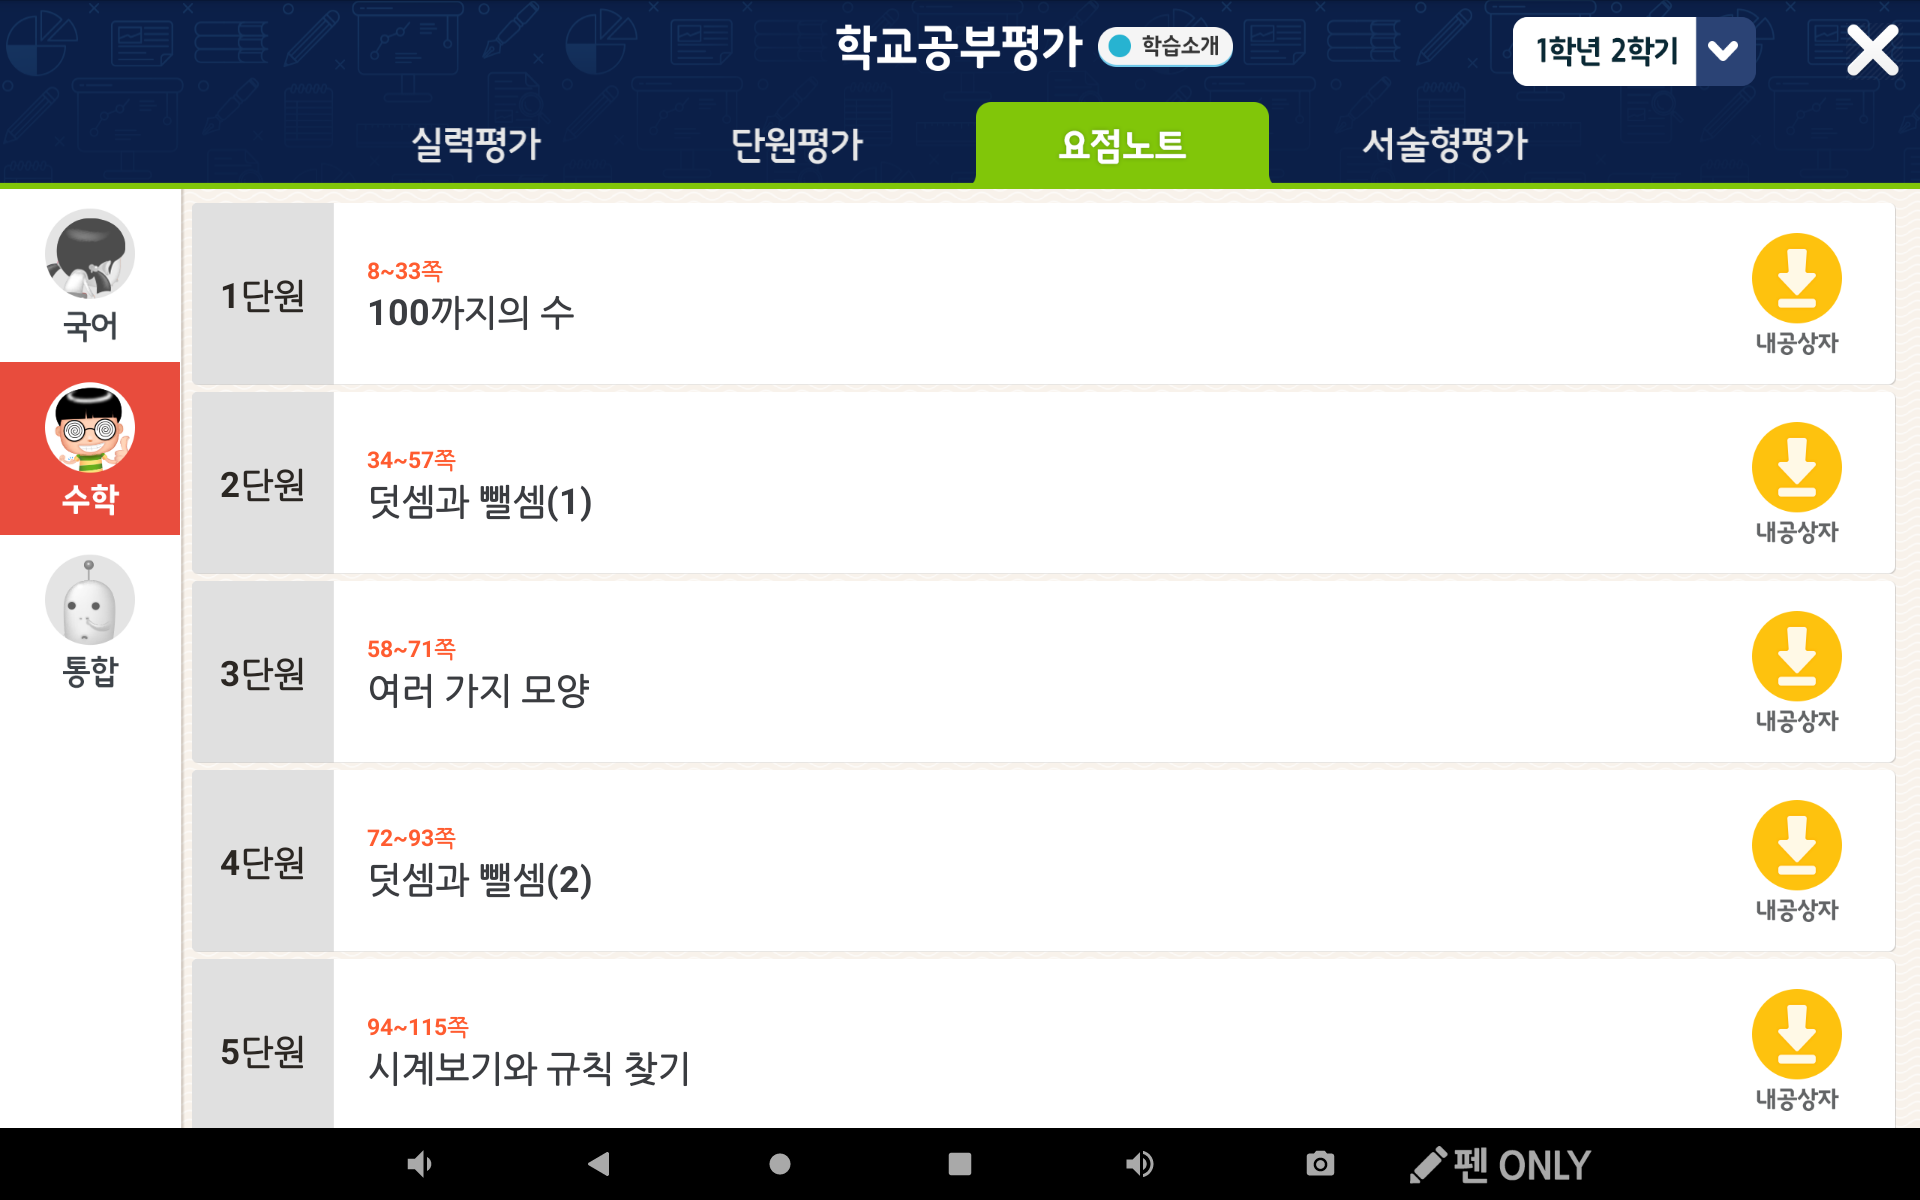 학교공부평가
학습소개
1학년 2학기
실력평가
단원평가
요점노트
서술형평가
국어
수학
통합
1단원
8~33쪽
100까지의 수
내공상자
2단원
34~57쪽
덧셈과 뺄셈(1)
내공상자
3단원
58~71쪽
여러 가지 모양
내공상자
4단원
72~93쪽
덧셈과 뺄셈(2)
내공상자
5단원
94~115쪽
시계보기와 규칙 찾기
내공상자
펜 ONLY